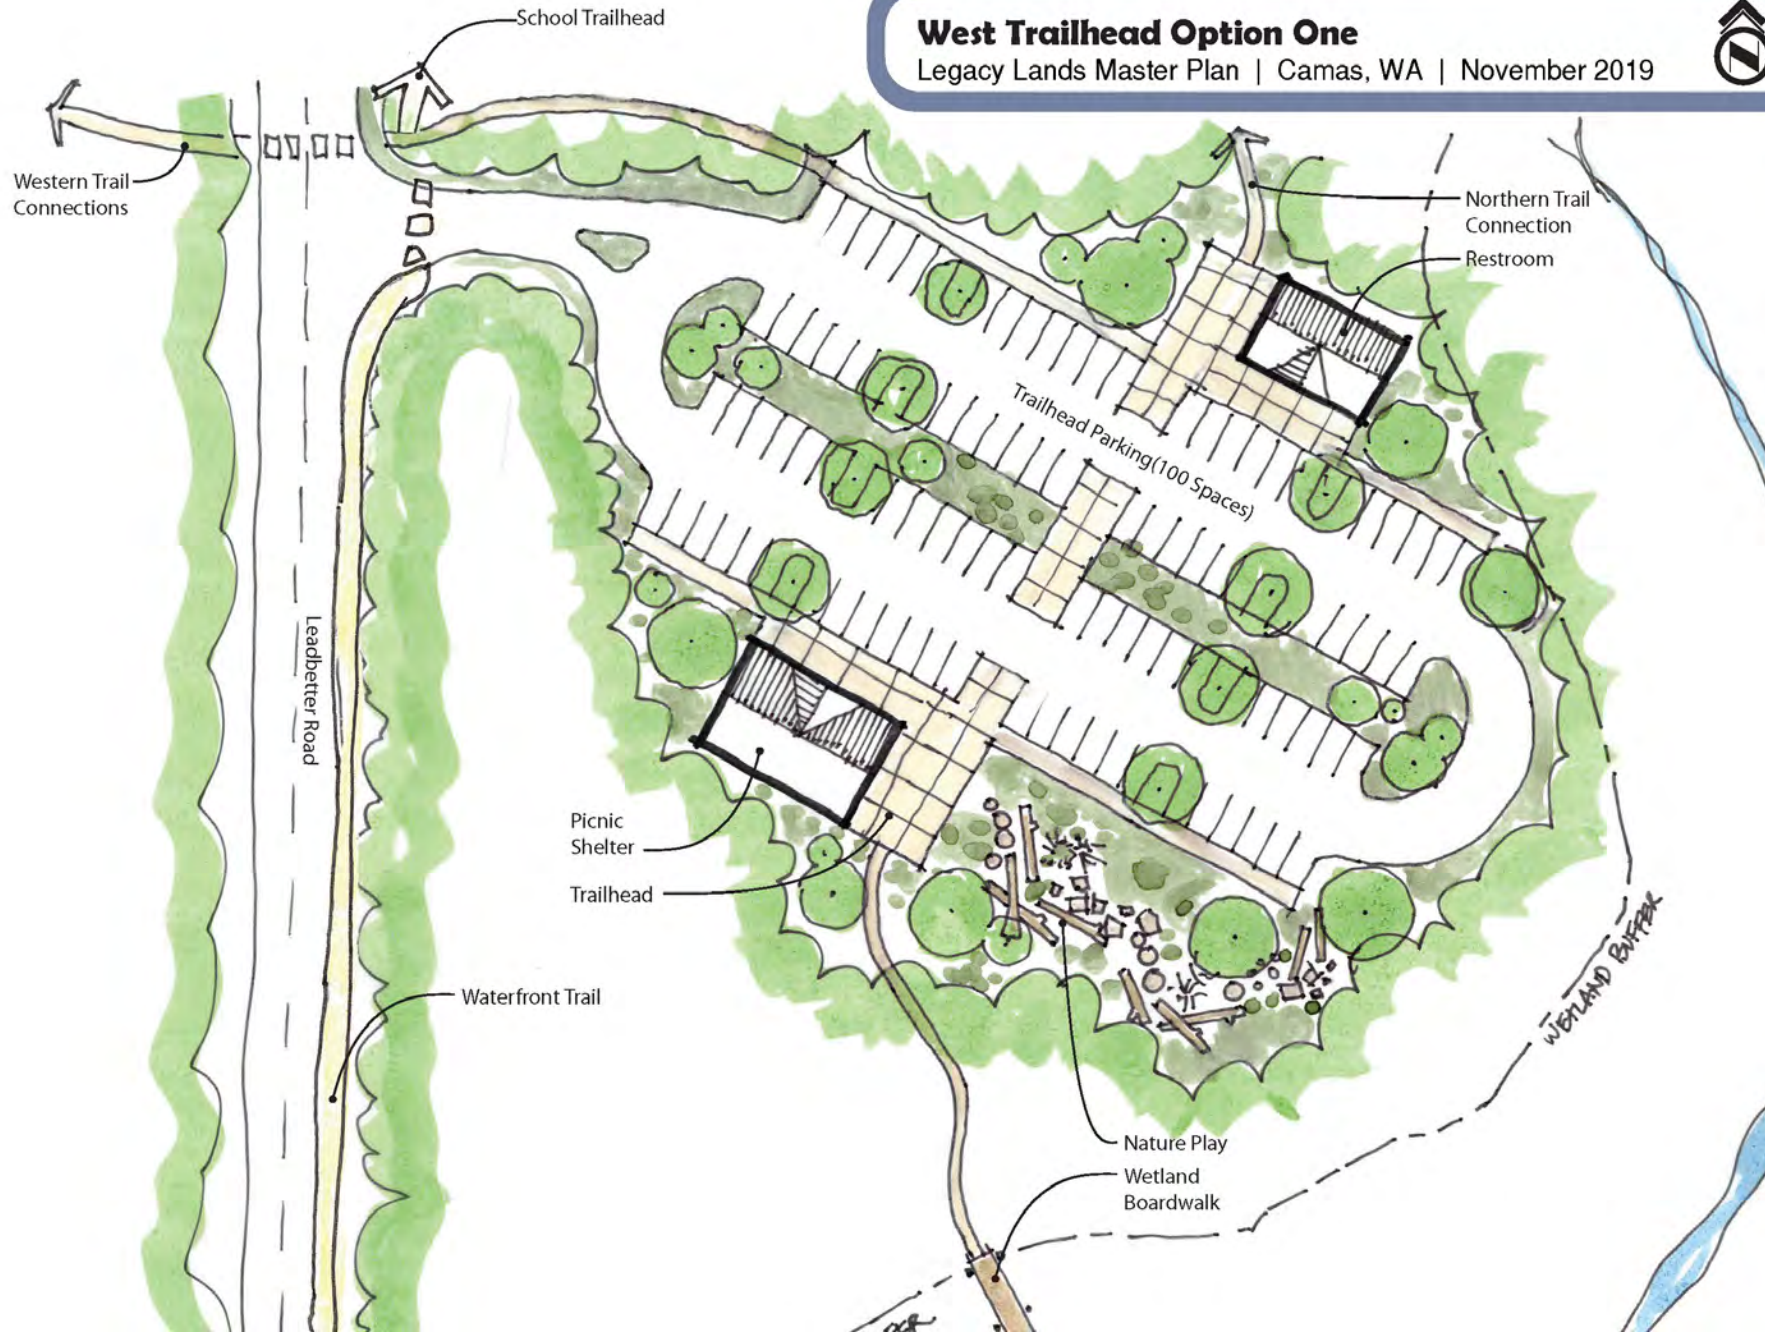 School Trailhead
West Trailhead Option One
Legacy Lands Master Plan | Camas, WA | November 2019
N
Western Trail
Connections
Northern Trail
Connection
Restroom
Trailhead Parking(100 Spaces)
Leadbetter Road
Picnic
Shelter
Trailhead
WETLAND BUFFER
Waterfront Trail
Nature Play
Wetland
Boardwalk